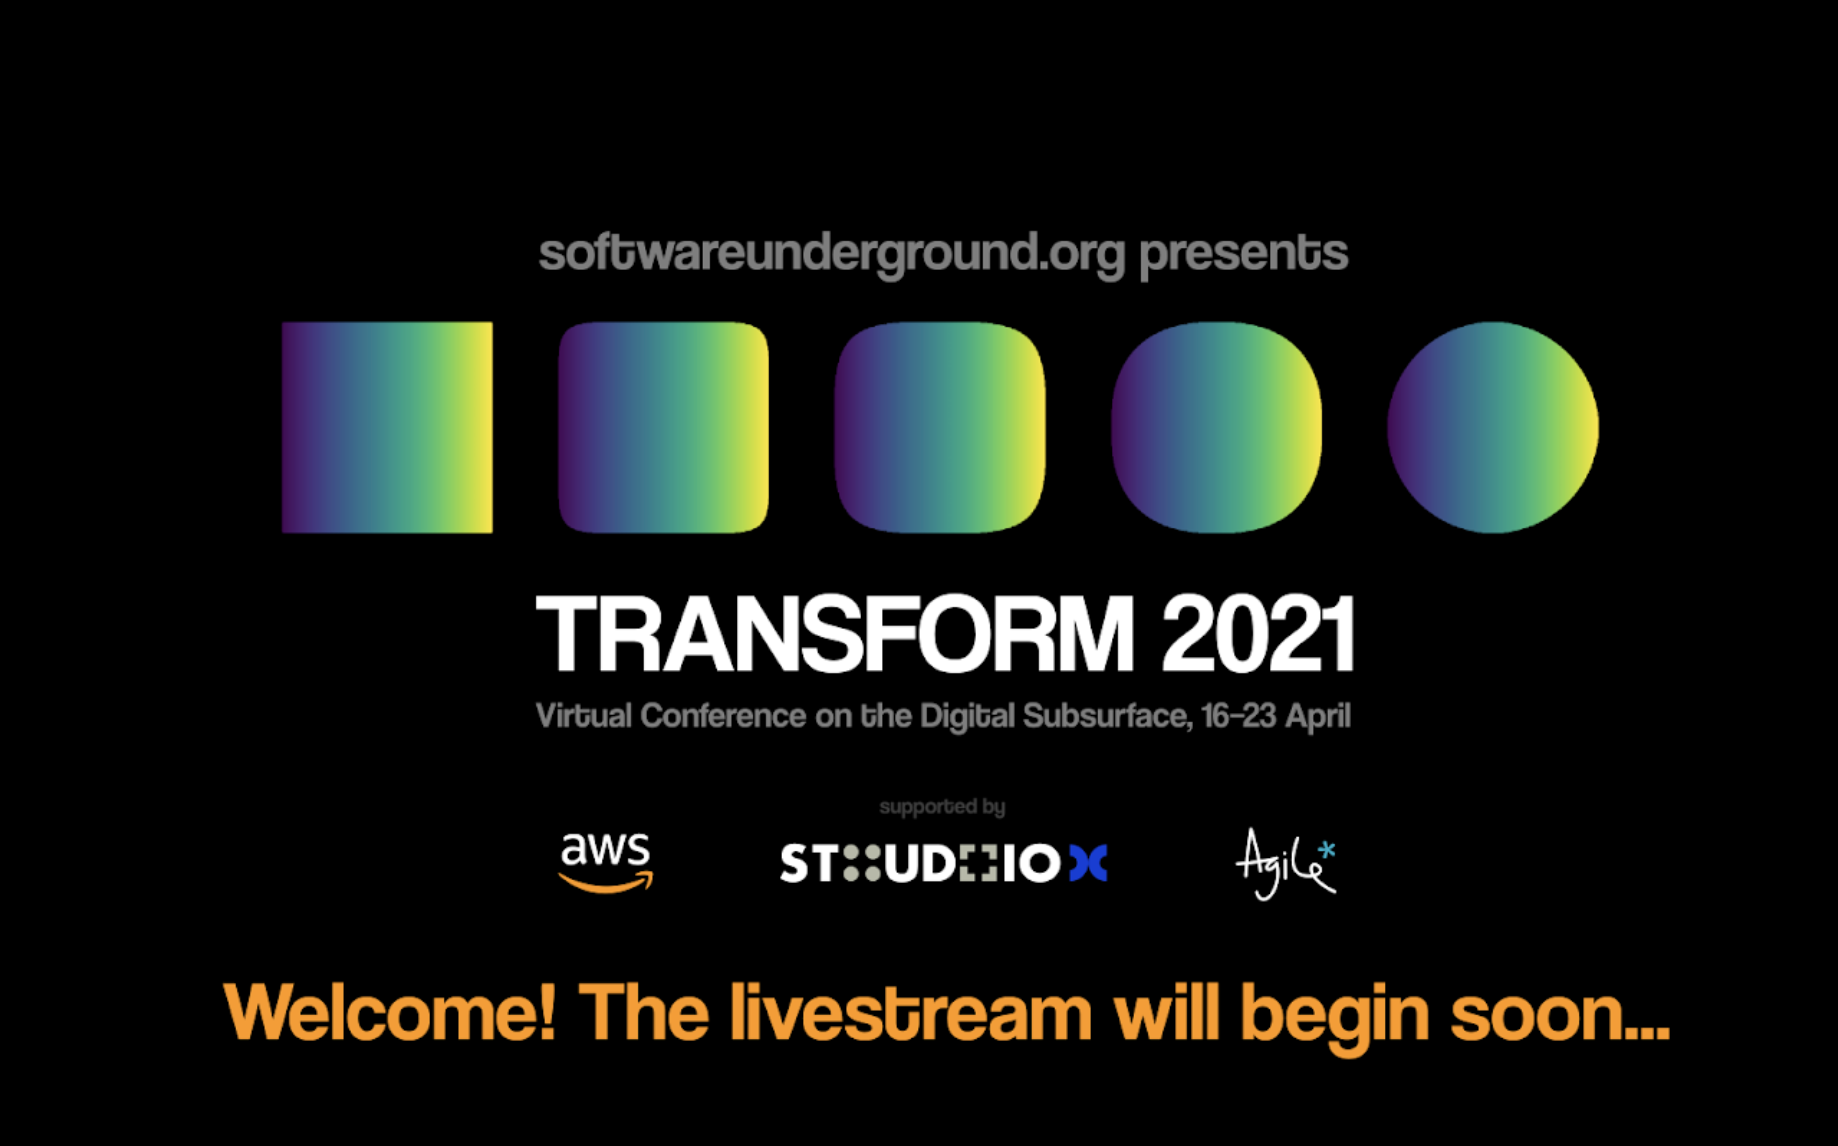 softwareunderground.org presents
TRANSFORM 2021
Virtual Conference on the Digital Subsurface, 16–23 April
supported by
aws
STUDIO X
Agile*
Welcome! The livestream will begin soon...